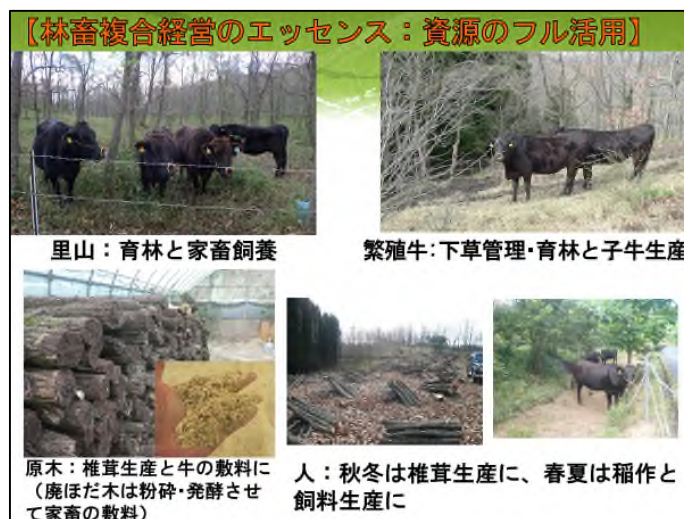 【林畜複合経営のエッセンス：資源のフル活用】
里山：育林と家畜飼養
繁殖牛:下草管理・育林と子牛生産
原木：椎茸生産と牛の敷料に
（廃ほだ木は粉砕・発酵させ
て家畜の敷料）
人：秋冬は椎茸生産に、春夏は稲作と
飼料生産に